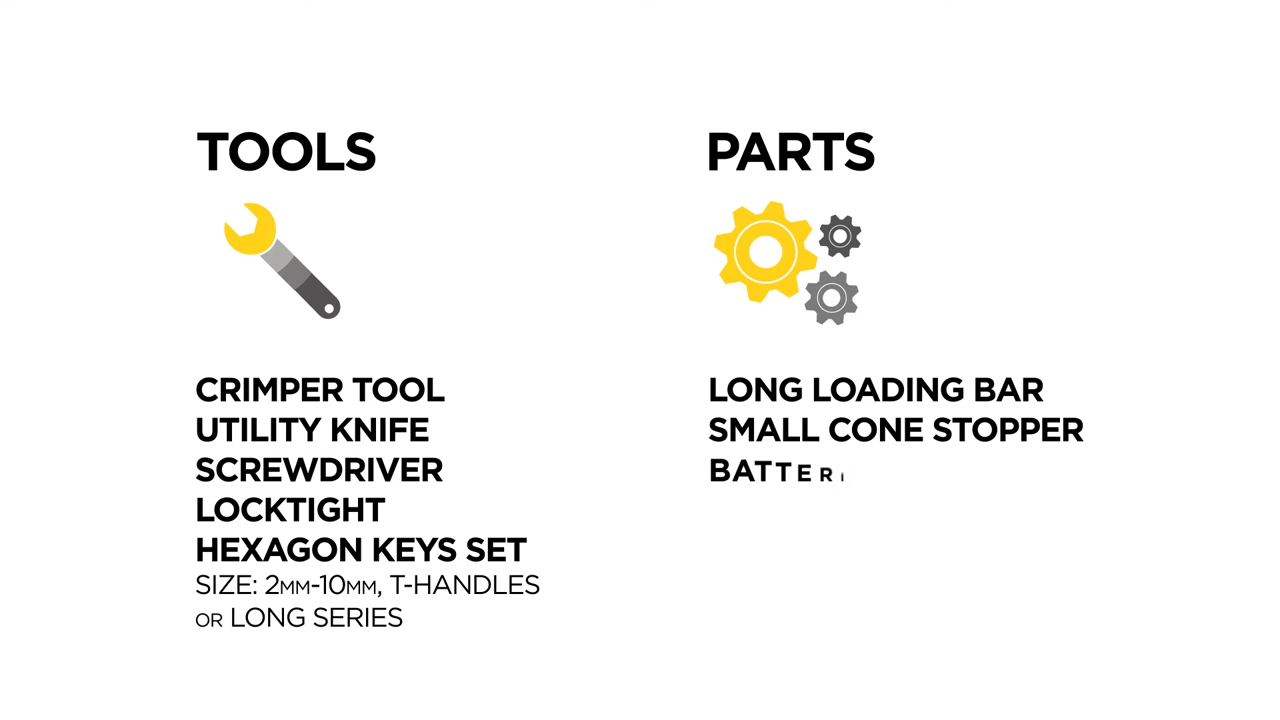 TOOLS
CRIMPER TOOL
UTILITY KNIFE
SCREWDRIVER
LOCKTIGHT
HEXAGON KEYS SET
SIZE: 2MM-10MM, T-HANDLES
OR LONG SERIES
PARTS
LONG LOADING BAR
SMALL CONE STOPPER
BATTERI